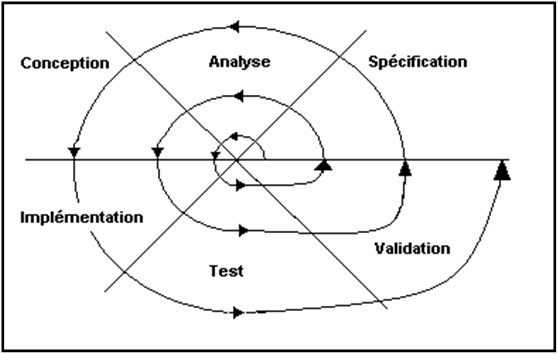 Conception
Analyse
Spécification
Implémentation
Test
Validation